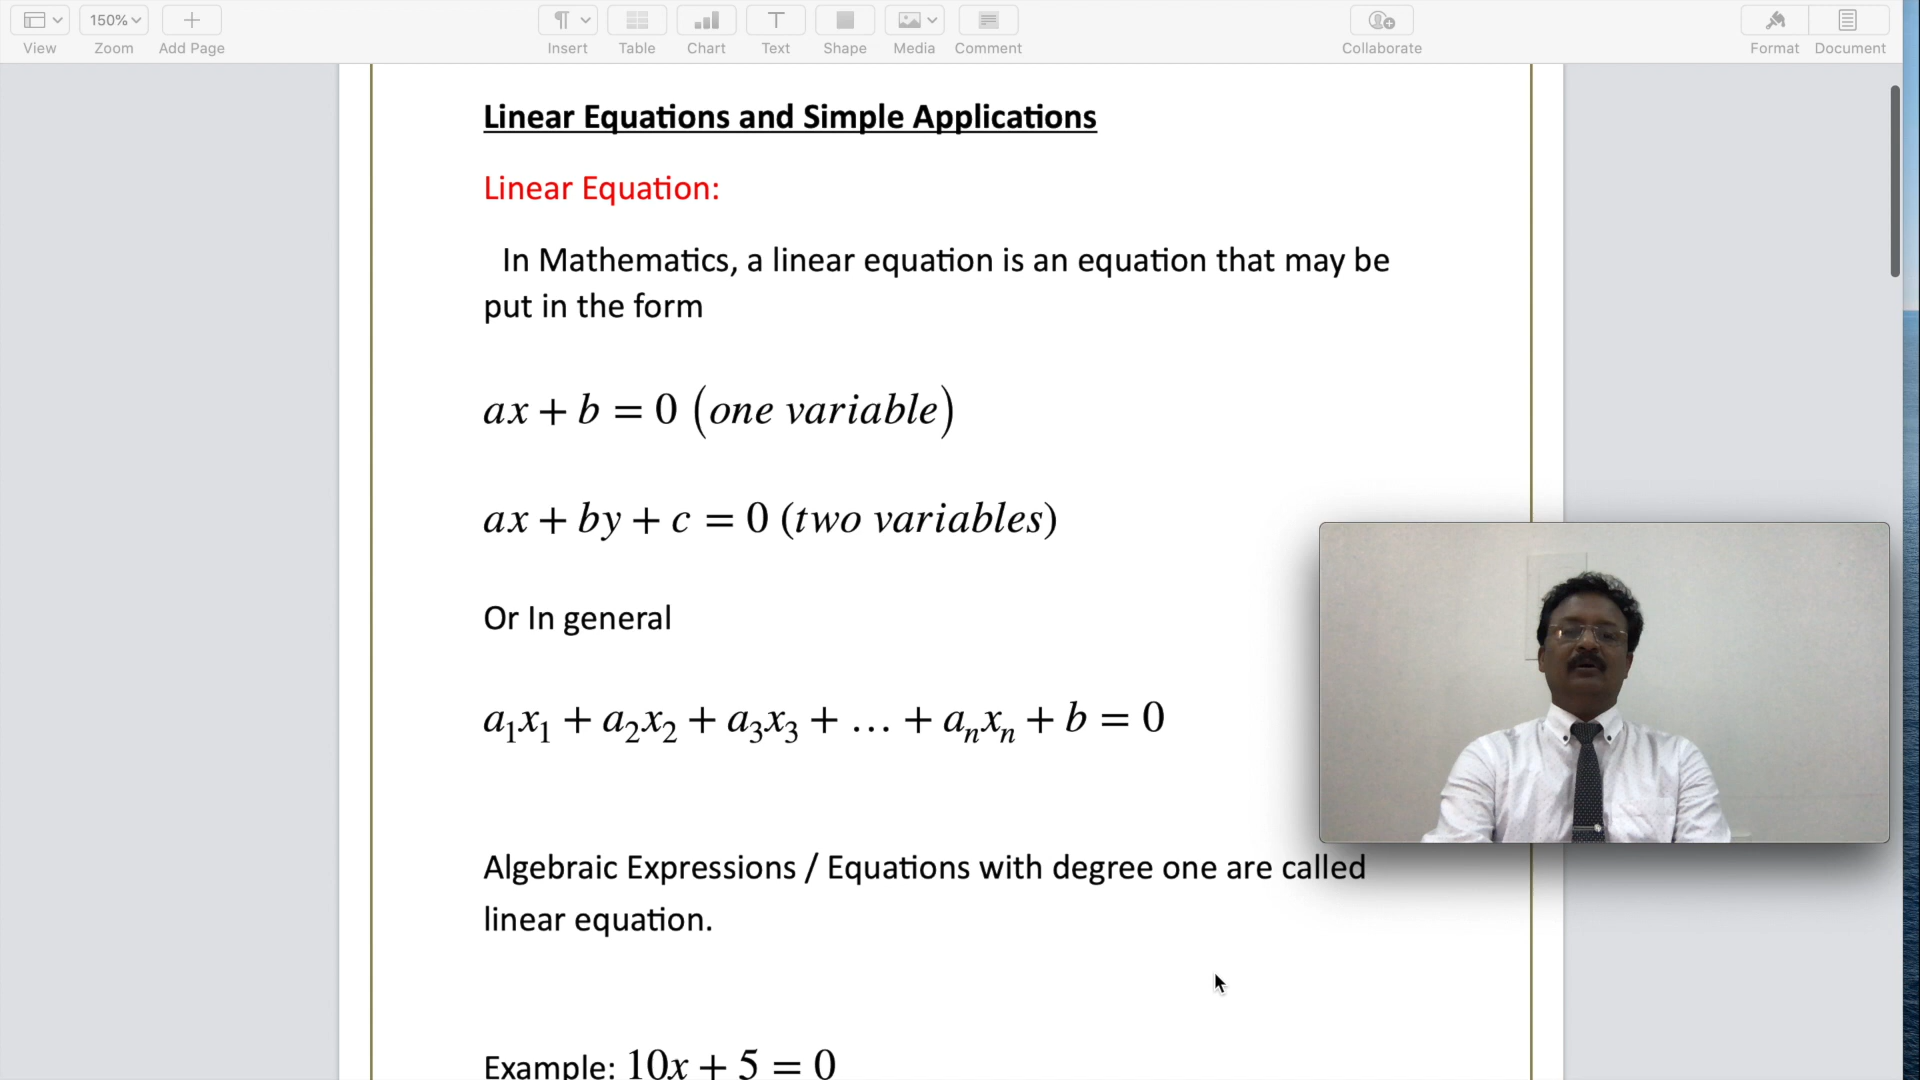 150%
View Zoom Add Page Insert Table Chart Text Shape Media Comment Collaborate Format Document
Linear Equations and Simple Applications
Linear Equation:
In Mathematics, a linear equation is an equation that may be
put in the form
ax + b = 0 (one variable)
ax + by + c = 0 (two variables)
Or In general
a₁x₁ + a₂x₂ + a₃x₃ + … + aₙxₙ + b = 0
Algebraic Expressions / Equations with degree one are called
linear equation.
Example: 10x + 5 = 0